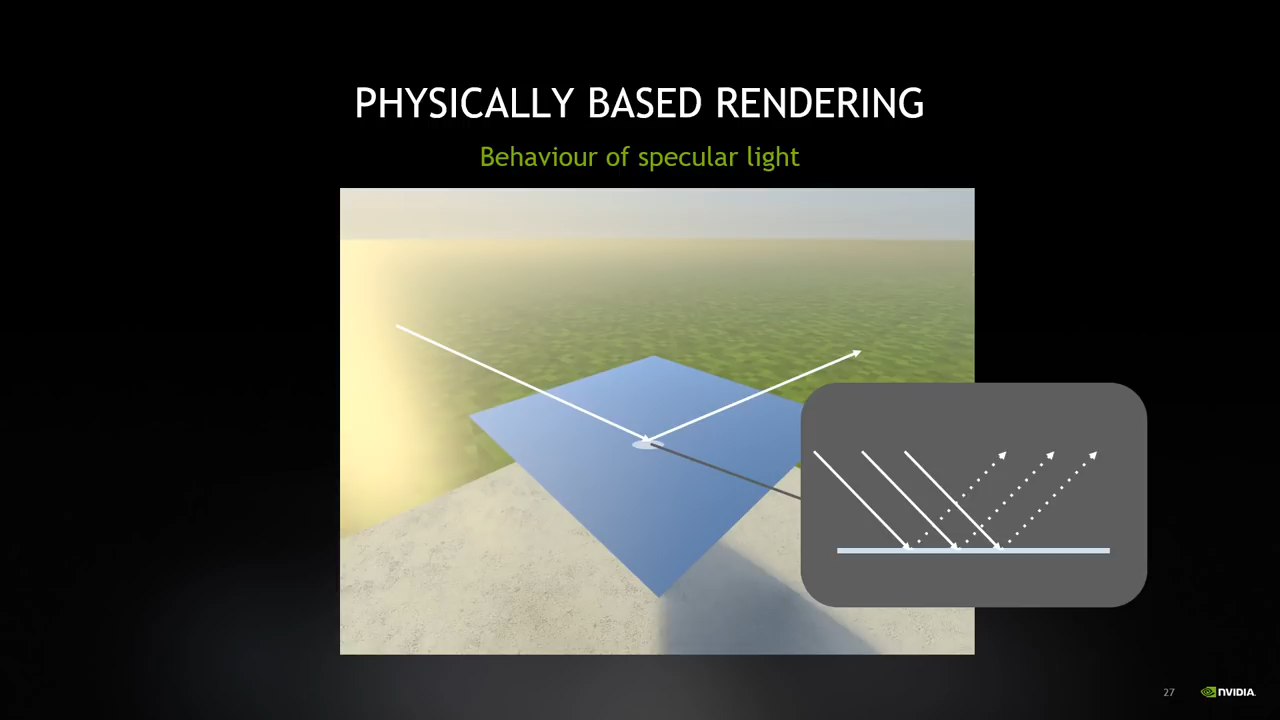 PHYSICALLY BASED RENDERING
Behaviour of specular light
27
NVIDIA.